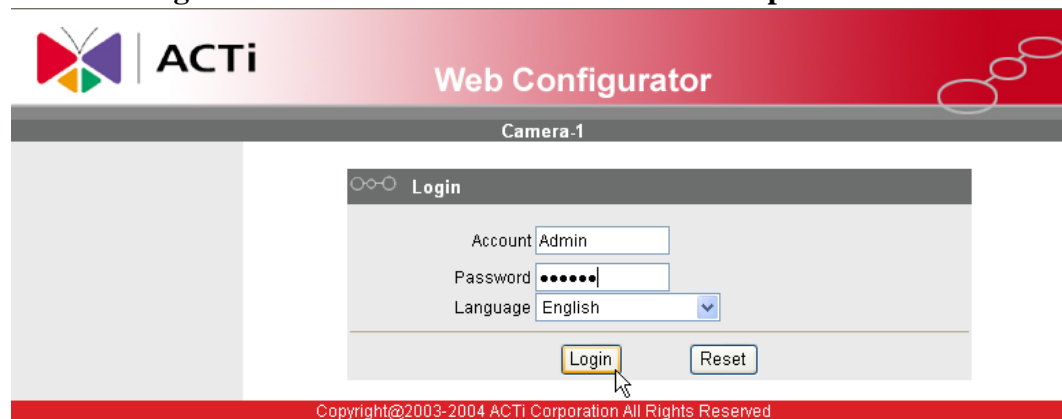 ACTi
Web Configurator
Camera-1
Login
Account Admin
Password ••••••
Language English
Login Reset
Copyright@2003-2004 ACTi Corporation All Rights Reserved